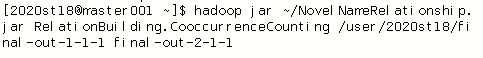 [2020st18@master001 ~]$ hadoop jar ~/NovelNameRelationship.
jar RelationBuilding.CooccurrenceCounting /user/2020st18/fi
nal-out-1-1-1 final-out-2-1-1